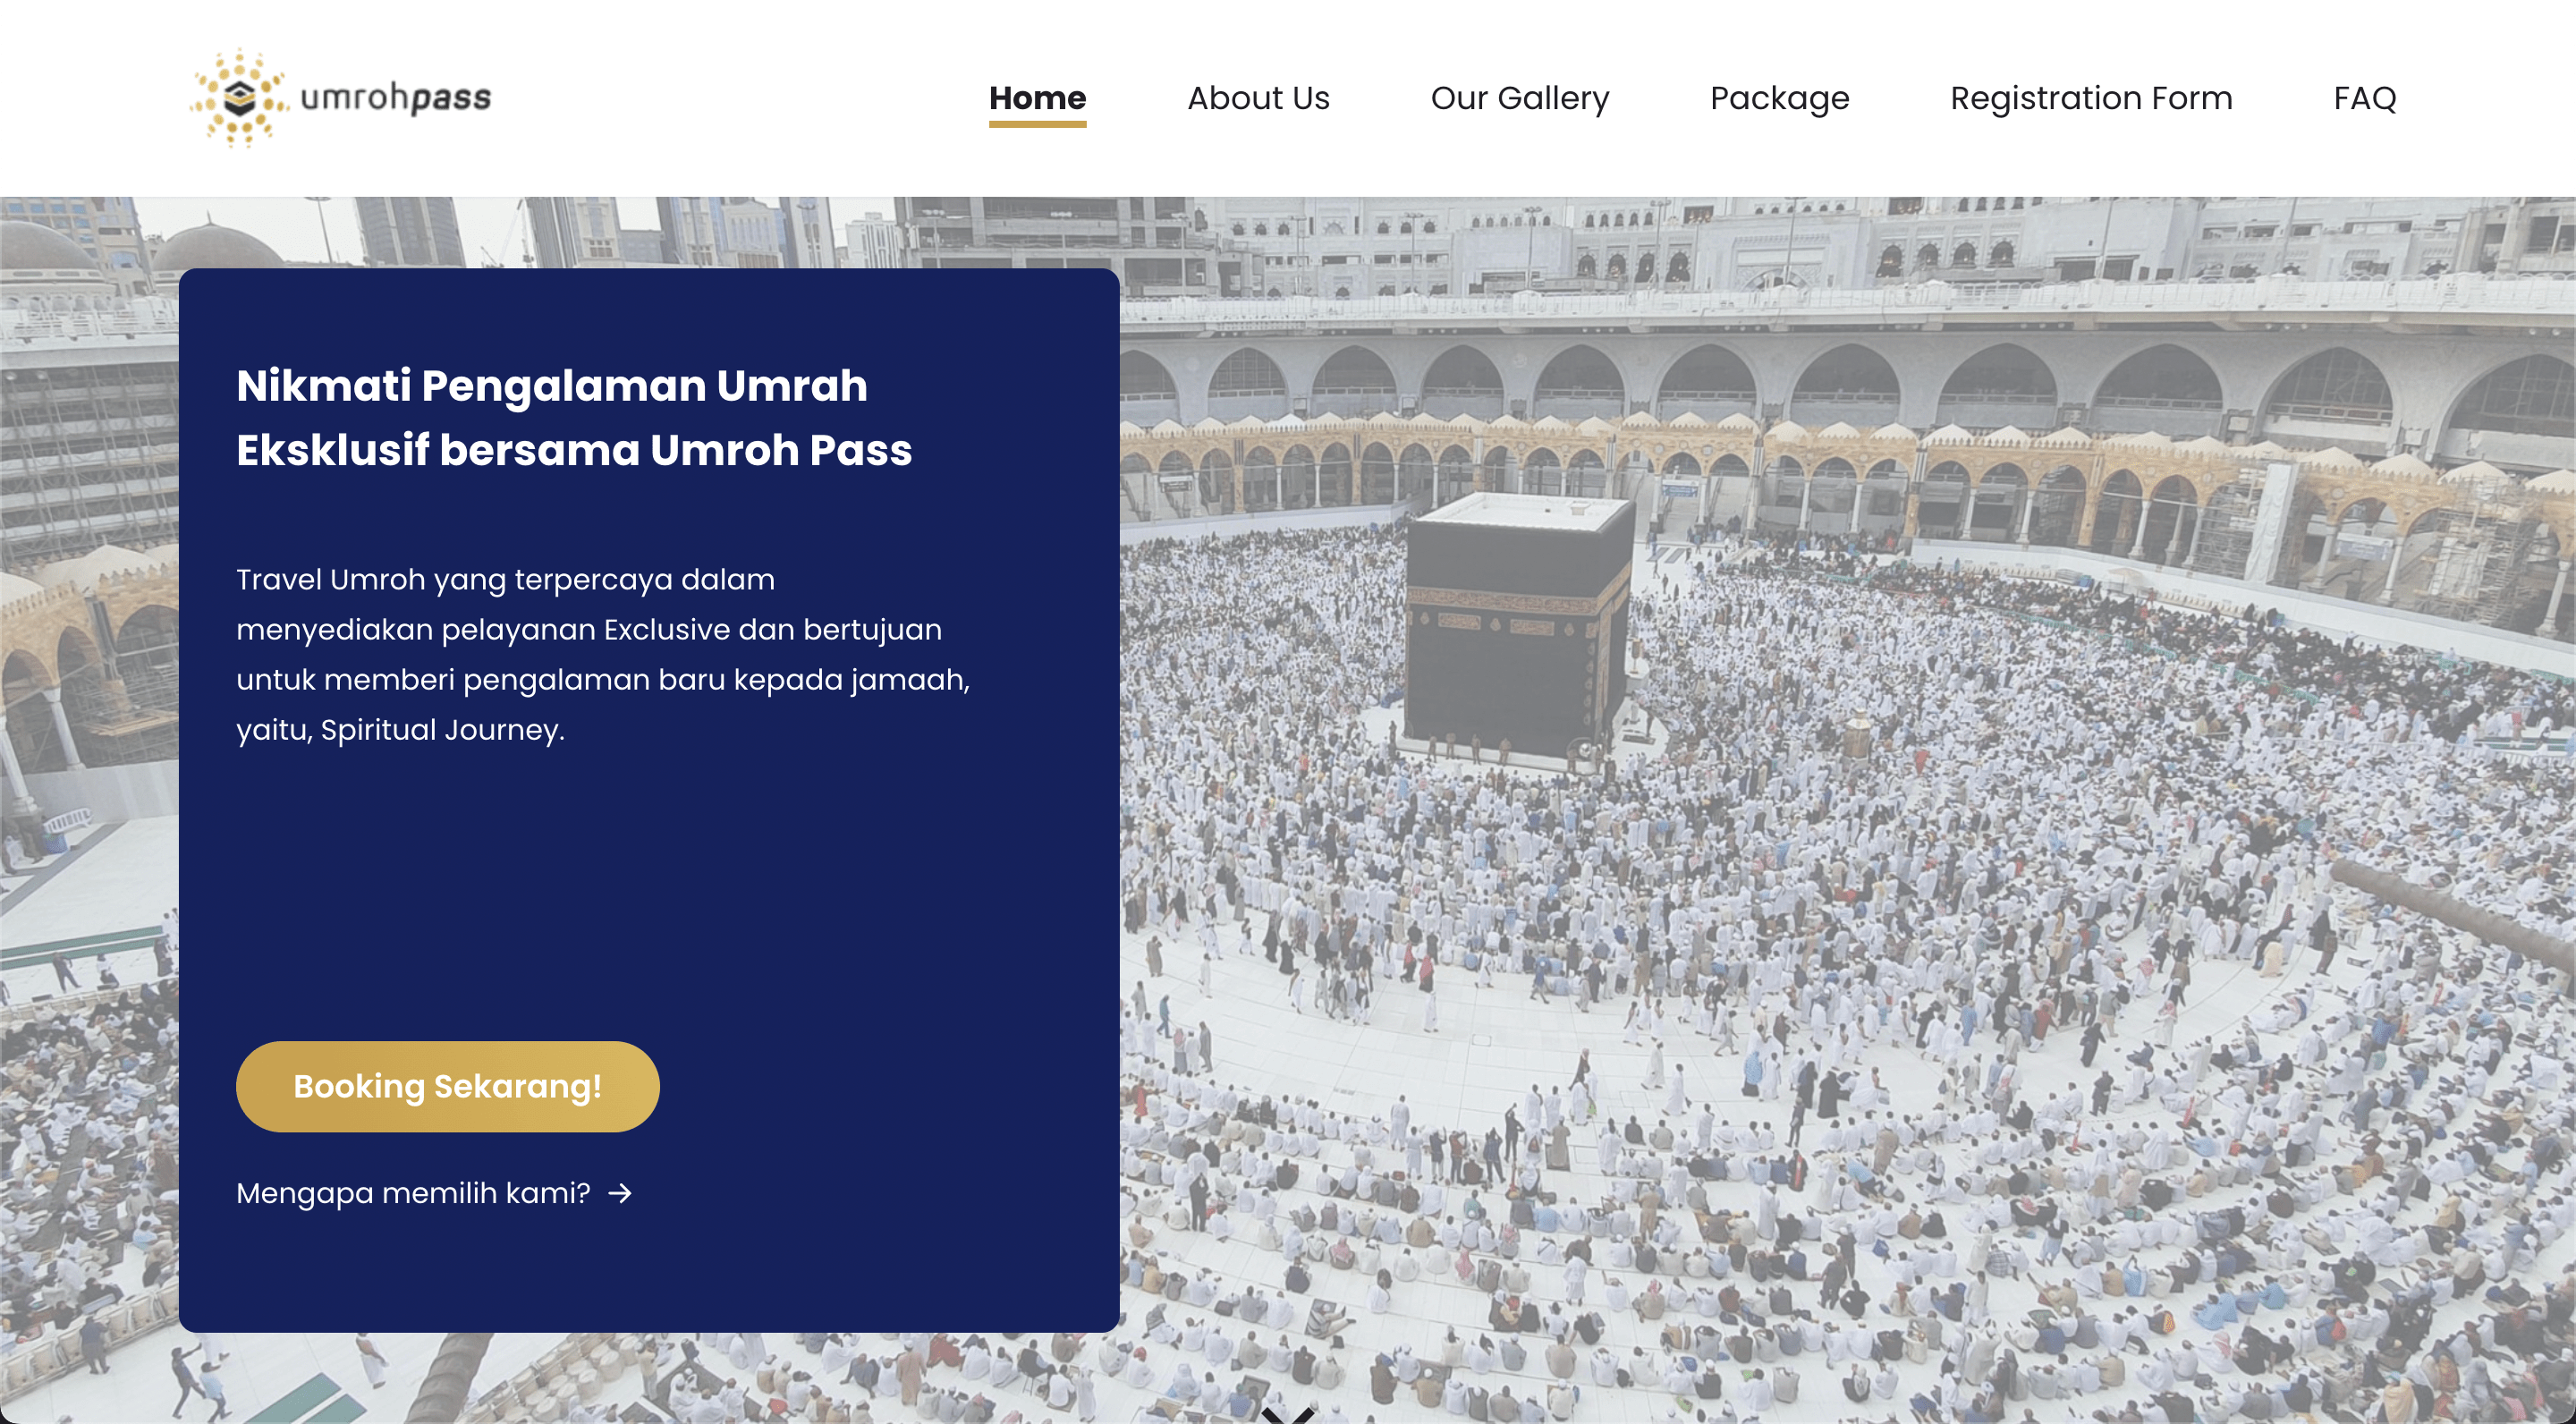 umrohpass
Home
About Us
Our Gallery
Package
Registration Form
FAQ
Nikmati Pengalaman Umrah
Eksklusif bersama Umroh Pass
Travel Umroh yang terpercaya dalam
menyediakan pelayanan Exclusive dan bertujuan
untuk memberi pengalaman baru kepada jamaah,
yaitu, Spiritual Journey.
Booking Sekarang!
Mengapa memilih kami? →